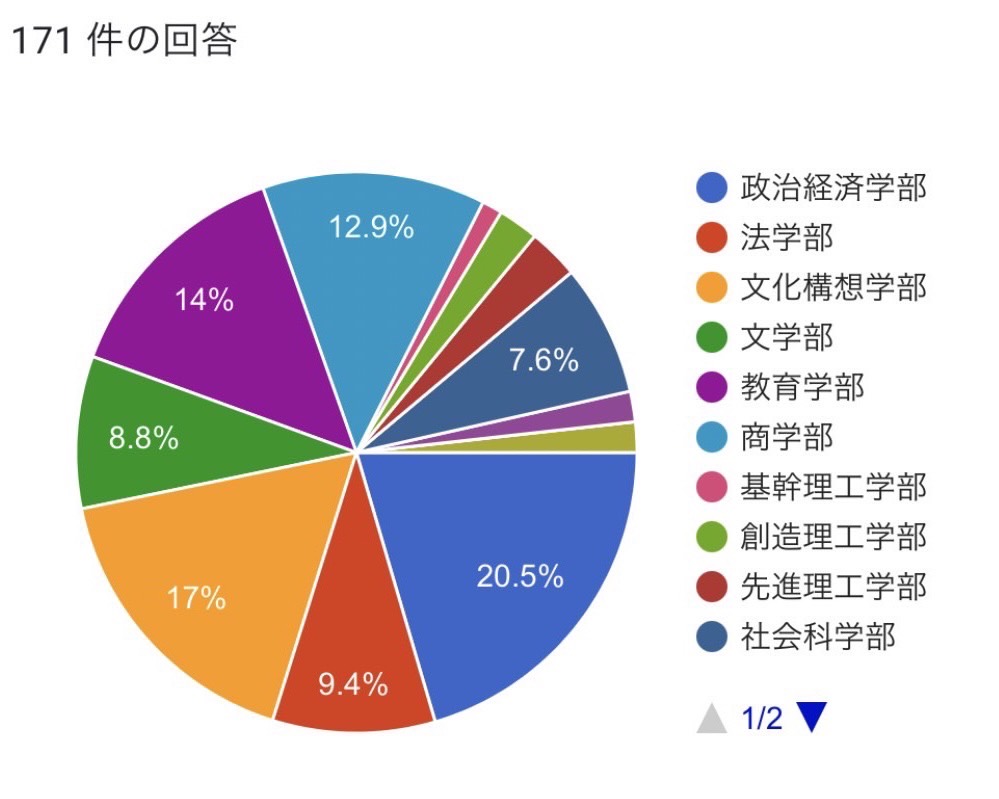 171 件の回答
12.9%
14%
7.6%
8.8%
20.5%
17%
9.4%
政治経済学部
法学部
文化構想学部
文学部
教育学部
商学部
基幹理工学部
創造理工学部
先進理工学部
社会科学部
1/2